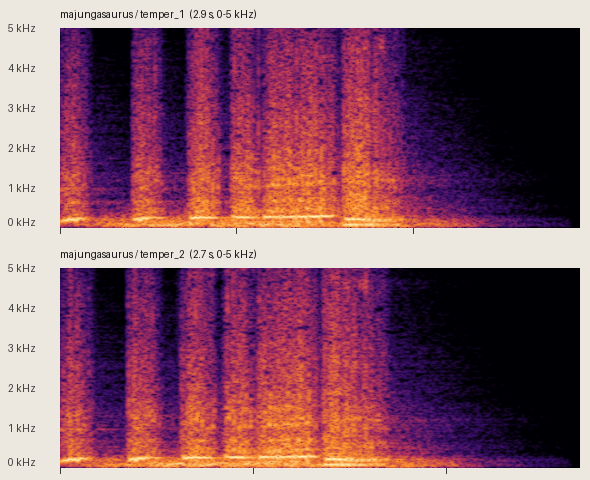 majungasaurus / temper_1 (2.9 s, 0-5 kHz)
5 kHz
4 kHz
3 kHz
2 kHz
1 kHz
0 kHz
majungasaurus / temper_2 (2.7 s, 0-5 kHz)
5 kHz
4 kHz
3 kHz
2 kHz
1 kHz
0 kHz